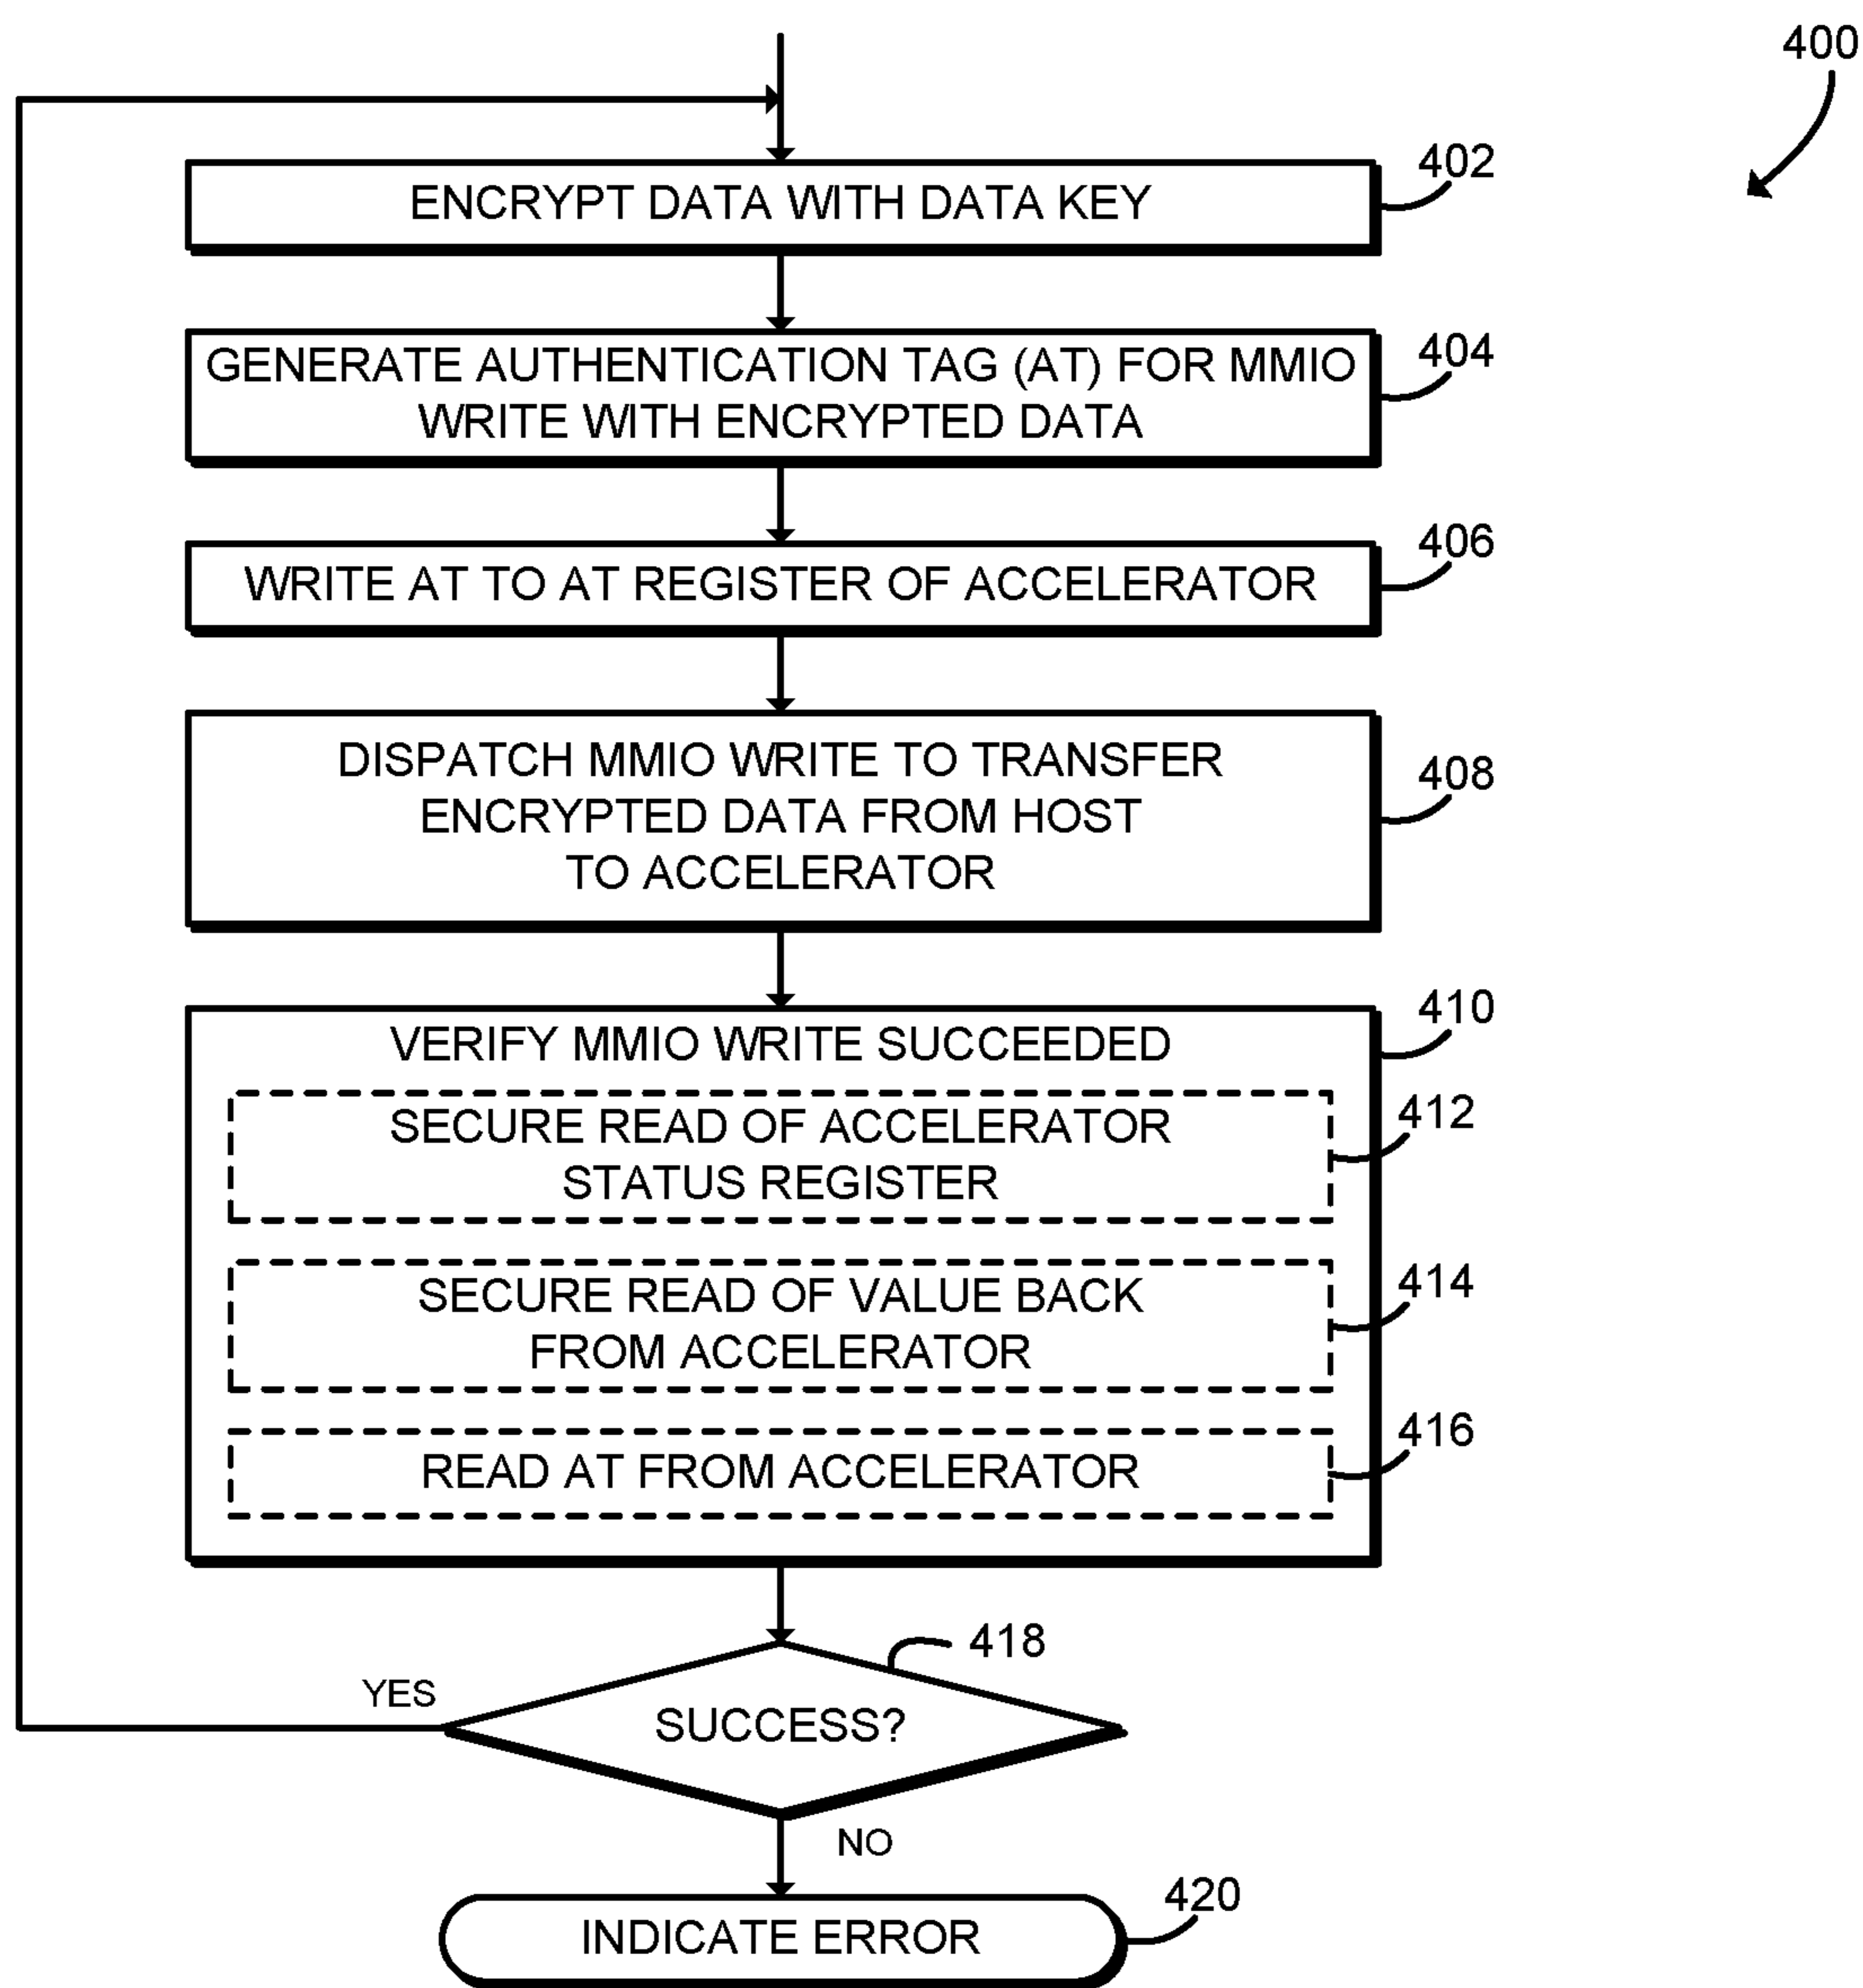 400
402
ENCRYPT DATA WITH DATA KEY
404
GENERATE AUTHENTICATION TAG (AT) FOR MMIO
WRITE WITH ENCRYPTED DATA
406
WRITE AT TO AT REGISTER OF ACCELERATOR
408
DISPATCH MMIO WRITE TO TRANSFER
ENCRYPTED DATA FROM HOST
TO ACCELERATOR
410
VERIFY MMIO WRITE SUCCEEDED
412
SECURE READ OF ACCELERATOR
STATUS REGISTER
414
SECURE READ OF VALUE BACK
FROM ACCELERATOR
416
READ AT FROM ACCELERATOR
418
YES
SUCCESS?
NO
420
INDICATE ERROR